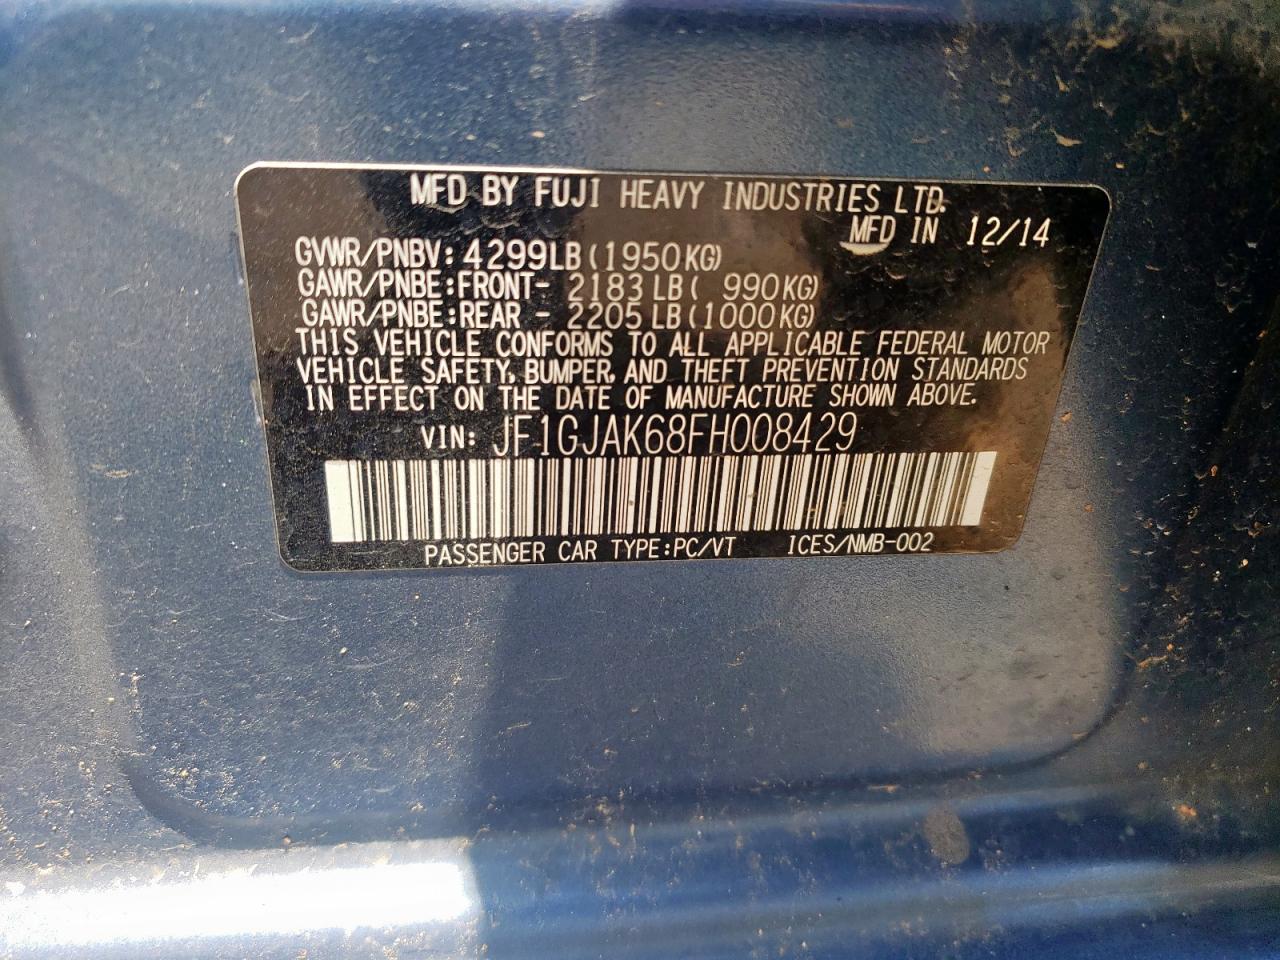 MFD BY FUJI HEAVY INDUSTRIES LTD.
MFD IN 12/14
GVWR/PNBV: 4299LB (1950KG)
GAWR/PNBE:FRONT- 2183 LB ( 990KG)
GAWR/PNBE:REAR - 2205 LB (1000KG)
THIS VEHICLE CONFORMS TO ALL APPLICABLE FEDERAL MOTOR
VEHICLE SAFETY, BUMPER, AND THEFT PREVENTION STANDARDS
IN EFFECT ON THE DATE OF MANUFACTURE SHOWN ABOVE.
VIN: JF1GJAK68FH008429
PASSENGER CAR TYPE:PC/VT ICES/NMB-002